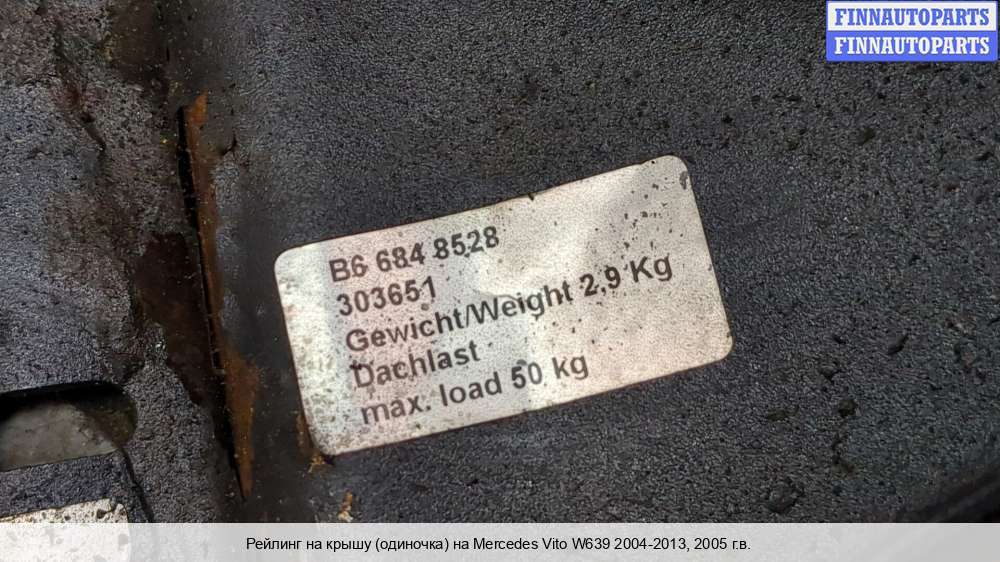 FINNAUTOPARTS
FINNAUTOPARTS
B6 684 8528
303651
Gewicht/Weight 2,9 Kg
Dachlast
max. load 50 kg
Рейлинг на крышу (одиночка) на Mercedes Vito W639 2004-2013, 2005 г.в.